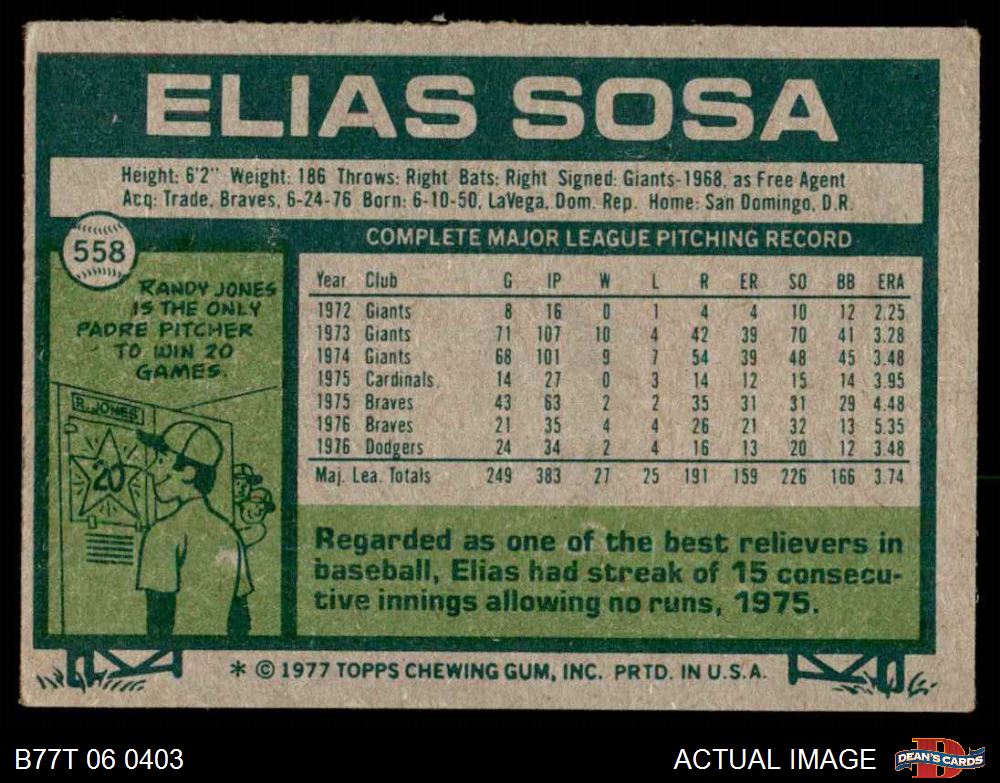 ELIAS SOSA
Height: 6'2" Weight: 186 Throws: Right Bats: Right Signed: Giants-1968, as Free Agent
Acq: Trade, Braves, 6-24-76 Born: 6-10-50, LaVega, Dom. Rep. Home: San Domingo, D.R.
558
RANDY JONES
IS THE ONLY
PADRE PITCHER
TO WIN 20
GAMES.
R. JONES
20
COMPLETE MAJOR LEAGUE PITCHING RECORD
Year Club G IP W L R ER SO BB ERA
1972 Giants 8 16 0 1 4 4 10 12 2.25
1973 Giants 71 107 10 4 42 39 70 41 3.28
1974 Giants 68 101 9 7 54 39 48 45 3.48
1975 Cardinals 14 27 0 3 14 12 15 14 3.95
1975 Braves 43 63 2 2 35 31 31 29 4.48
1976 Braves 21 35 4 4 26 21 32 13 5.35
1976 Dodgers 24 34 2 4 16 13 20 12 3.48
Maj. Lea. Totals 249 383 27 25 191 159 226 166 3.74
Regarded as one of the best relievers in
baseball, Elias had streak of 15 consecu-
tive innings allowing no runs, 1975.
* © 1977 TOPPS CHEWING GUM, INC. PRTD. IN U.S.A.
B77T 06 0403
ACTUAL IMAGE
D
DEAN'S CARDS